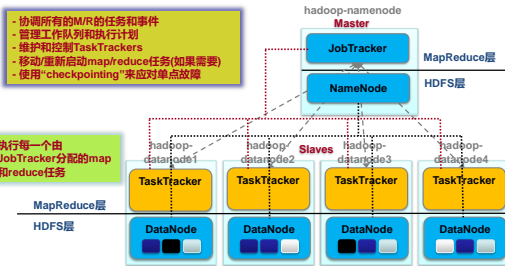 hadoop-namenode
Master
- 协调所有的M/R的任务和事件
- 管理工作队列和执行计划
- 维护和控制TaskTrackers
- 移动/重新启动map/reduce任务(如果需要)
- 使用“checkpointing”来应对单点故障
JobTracker
MapReduce层
HDFS层
NameNode
执行每一个由
JobTracker分配的map
和reduce任务
Slaves
hadoop-
datanode1
hadoop-
datanode2
hadoop-
datanode3
hadoop-
datanode4
TaskTracker
TaskTracker
TaskTracker
TaskTracker
MapReduce层
HDFS层
DataNode
DataNode
DataNode
DataNode